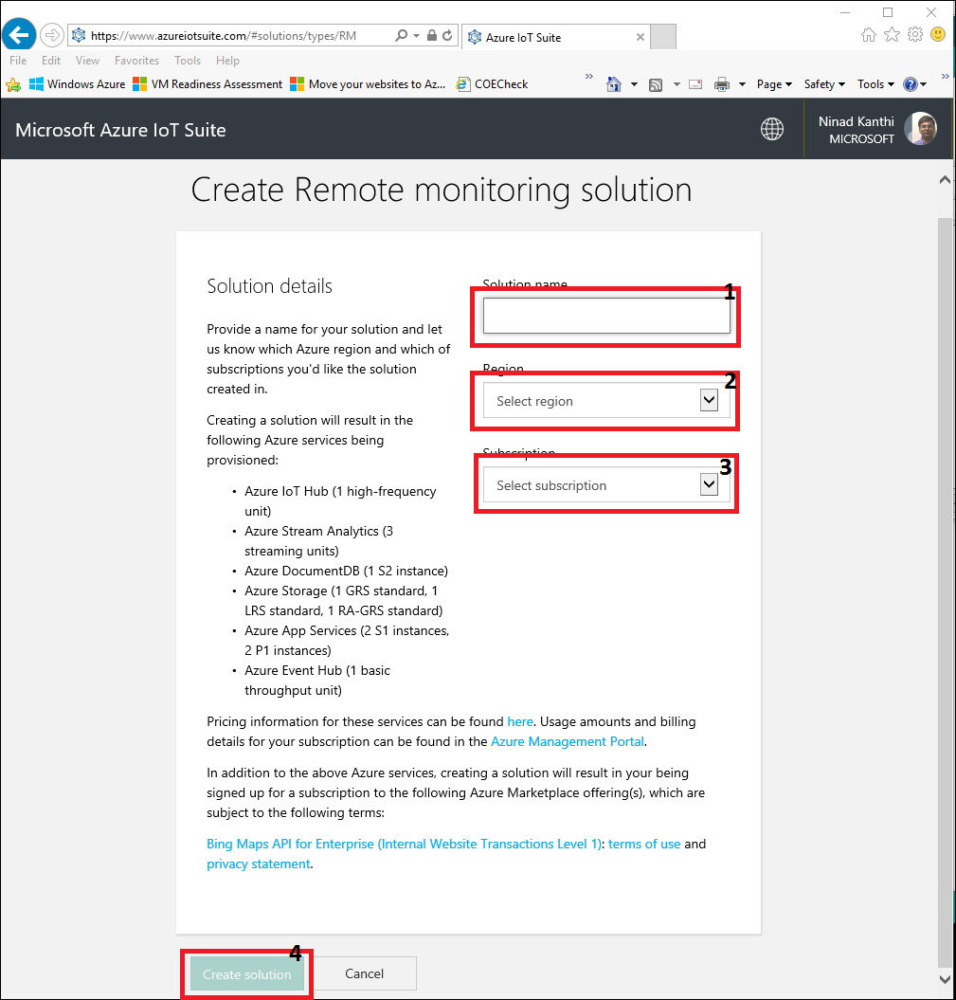 https://www.azureiotsuite.com/#solutions/types/RM
Azure IoT Suite
File Edit View Favorites Tools Help
Windows Azure VM Readiness Assessment Move your websites to Az... COECheck
Page Safety Tools
Microsoft Azure IoT Suite
Ninad Kanthi
MICROSOFT
Create Remote monitoring solution
Solution details
Provide a name for your solution and let
us know which Azure region and which of
subscriptions you'd like the solution
created in.
Creating a solution will result in the
following Azure services being
provisioned:
• Azure IoT Hub (1 high-frequency
unit)
• Azure Stream Analytics (3
streaming units)
• Azure DocumentDB (1 S2 instance)
• Azure Storage (1 GRS standard, 1
LRS standard, 1 RA-GRS standard)
• Azure App Services (2 S1 instances,
2 P1 instances)
• Azure Event Hub (1 basic
throughput unit)
Solution name
1
Region
2
Select region
Subscription
3
Select subscription
Pricing information for these services can be found here. Usage amounts and billing
details for your subscription can be found in the Azure Management Portal.
In addition to the above Azure services, creating a solution will result in your being
signed up for a subscription to the following Azure Marketplace offering(s), which are
subject to the following terms:
Bing Maps API for Enterprise (Internal Website Transactions Level 1): terms of use and
privacy statement.
4
Create solution Cancel